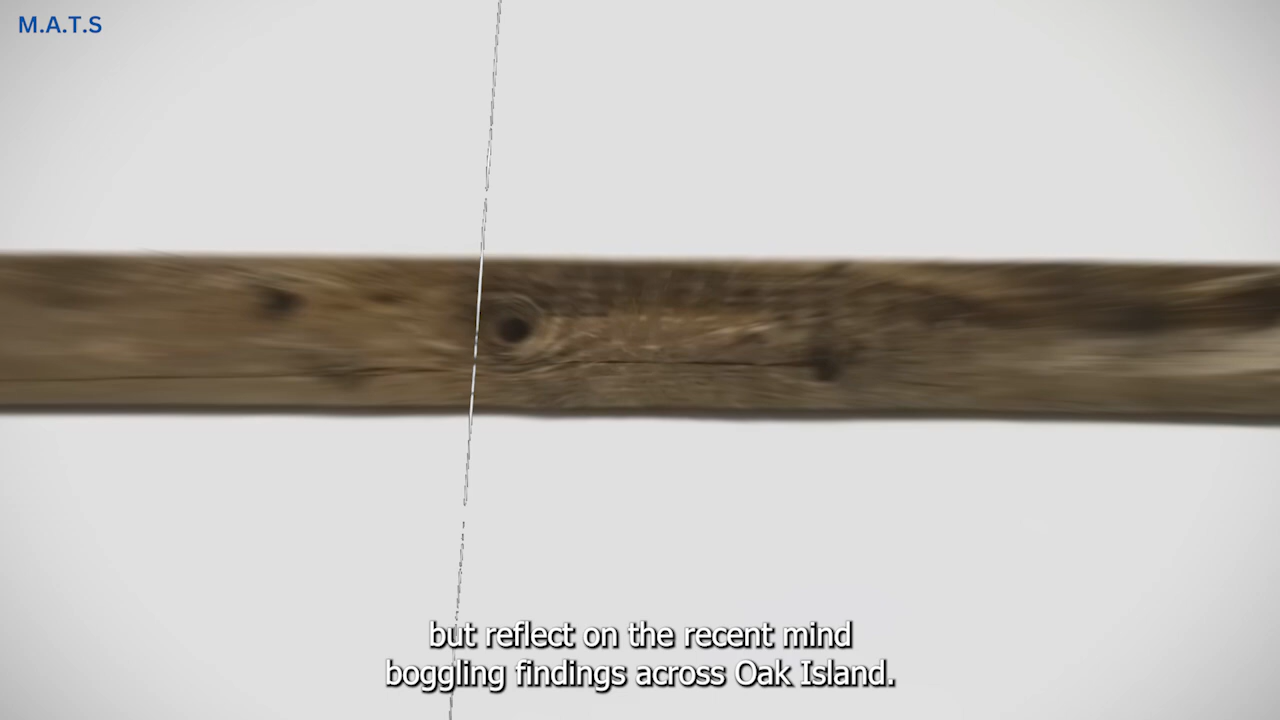 M.A.T.S
but reflect on the recent mind
boggling findings across Oak Island.